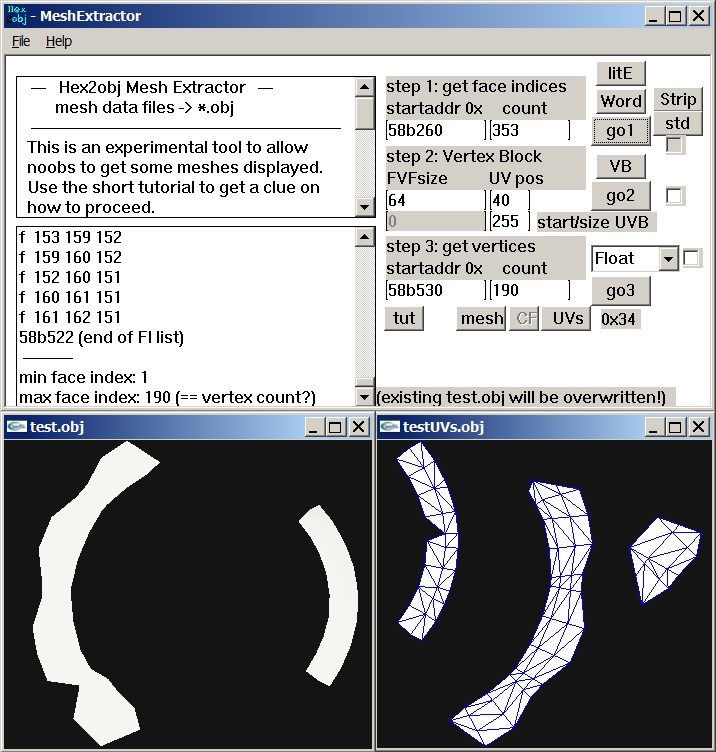 Hex
obj - MeshExtractor
File Help
— Hex2obj Mesh Extractor —
mesh data files -> *.obj
This is an experimental tool to allow
noobs to get some meshes displayed.
Use the short tutorial to get a clue on
how to proceed.
f 153 159 152
f 159 160 152
f 152 160 151
f 160 161 151
f 161 162 151
58b522 (end of FI list)
min face index: 1
max face index: 190 (== vertex count?)
step 1: get face indices
startaddr 0x count
58b260 353
litE
Word
Strip
go1
std
step 2: Vertex Block
FVFsize UV pos
64 40
0 255 start/size UVB
VB
go2
step 3: get vertices
startaddr 0x count
58b530 190
Float
go3
tut mesh CF UVs 0x34
(existing test.obj will be overwritten!)
test.obj
testUVs.obj